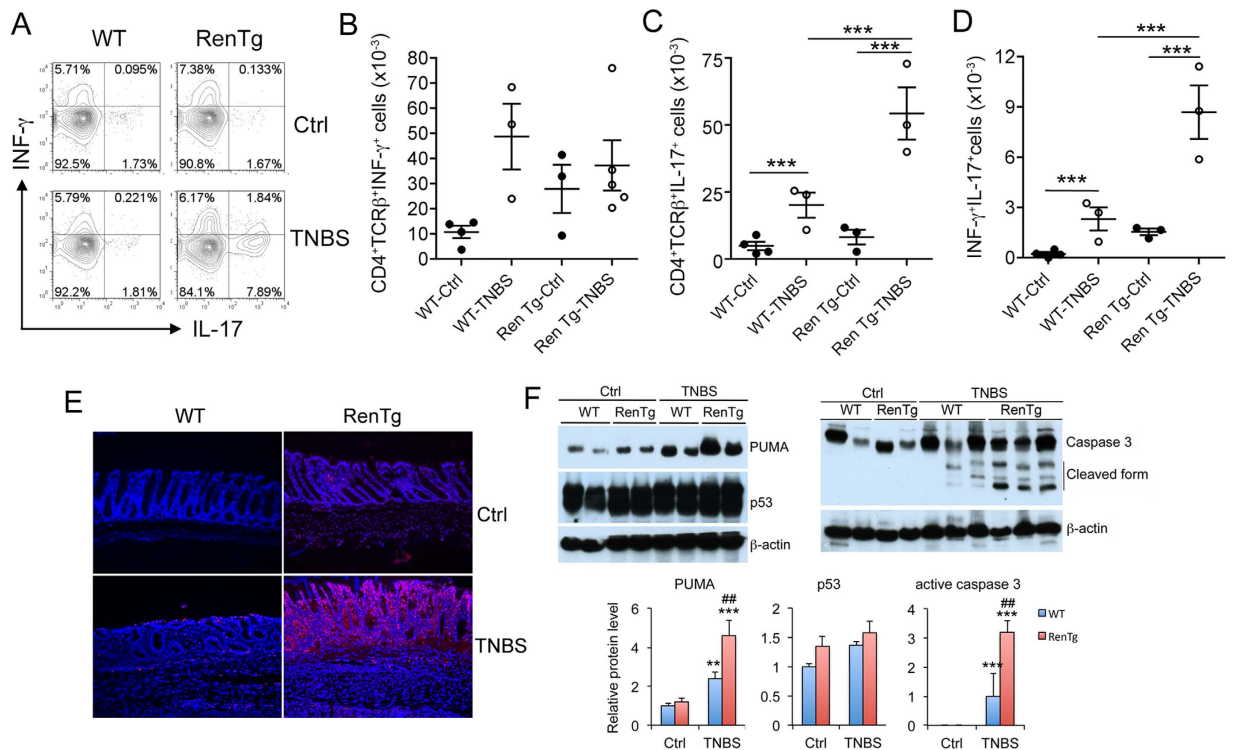 A
WT
RenTg
5.71%
0.095%
7.38%
0.133%
92.5%
1.73%
90.8%
1.67%
Ctrl
5.79%
0.221%
6.17%
1.84%
92.2%
1.81%
84.1%
7.89%
TNBS
INF-γ
IL-17
B
CD4⁺TCRβ⁺INF-γ⁺ cells (x10⁻³)
80
70
60
50
40
30
20
10
0
WT-Ctrl
WT-TNBS
Ren Tg-Ctrl
Ren Tg-TNBS
C
CD4⁺TCRβ⁺IL-17⁺ cells (x10⁻³)
75
50
25
0
***
***
***
WT-Ctrl
WT-TNBS
Ren Tg-Ctrl
Ren Tg-TNBS
D
INF-γ⁺IL-17⁺cells (x10⁻³)
12
9
6
3
0
***
***
***
WT-Ctrl
WT-TNBS
Ren Tg-Ctrl
Ren Tg-TNBS
E
WT
RenTg
Ctrl
TNBS
F
Ctrl
TNBS
WT
RenTg
WT
RenTg
PUMA
p53
β-actin
Ctrl
TNBS
WT
RenTg
WT
RenTg
Caspase 3
Cleaved form
β-actin
Relative protein level
PUMA
6
4
2
0
**
##
***
Ctrl
TNBS
p53
2
1.5
1
0.5
0
Ctrl
TNBS
active caspase 3
4
3
2
1
0
***
##
***
Ctrl
TNBS
WT
RenTg